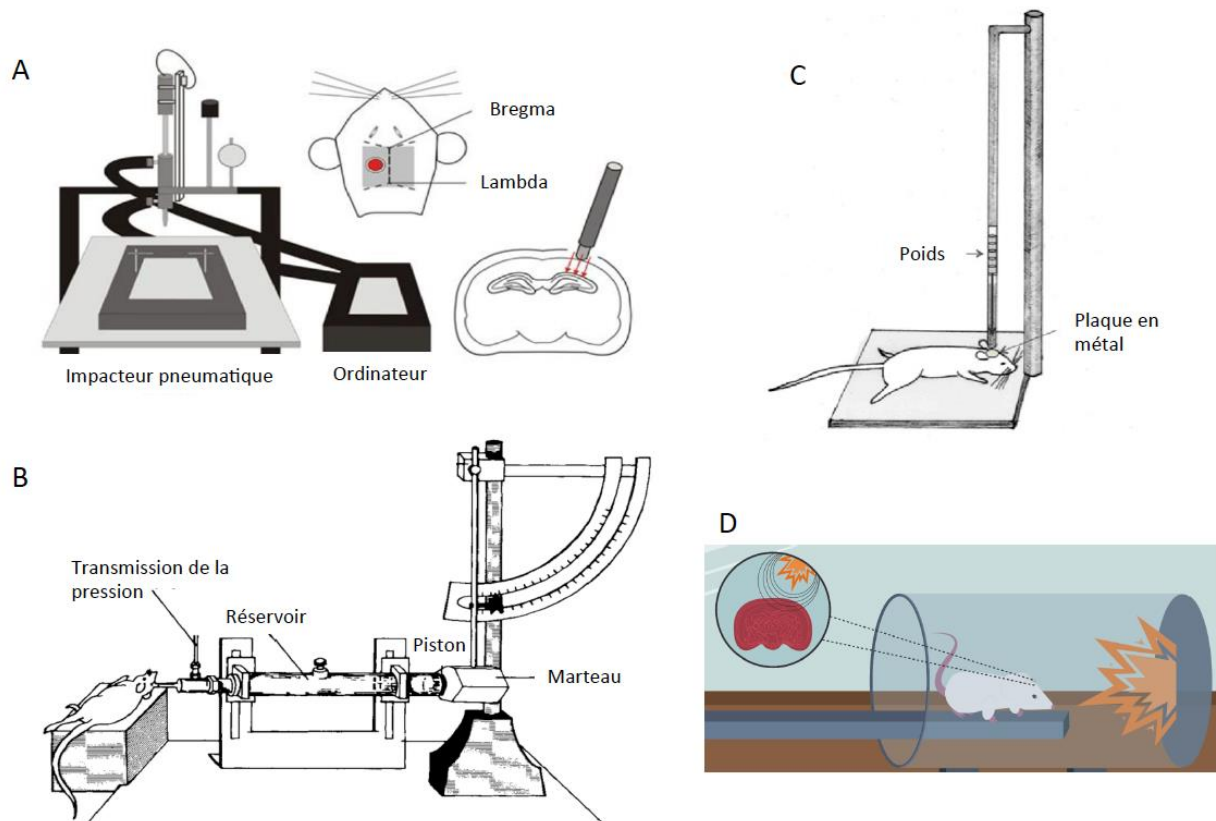 A
Bregma
Lambda
Impacteur pneumatique
Ordinateur
C
Poids
Plaque en
métal
B
Transmission de la
pression
Réservoir
Piston
Marteau
D